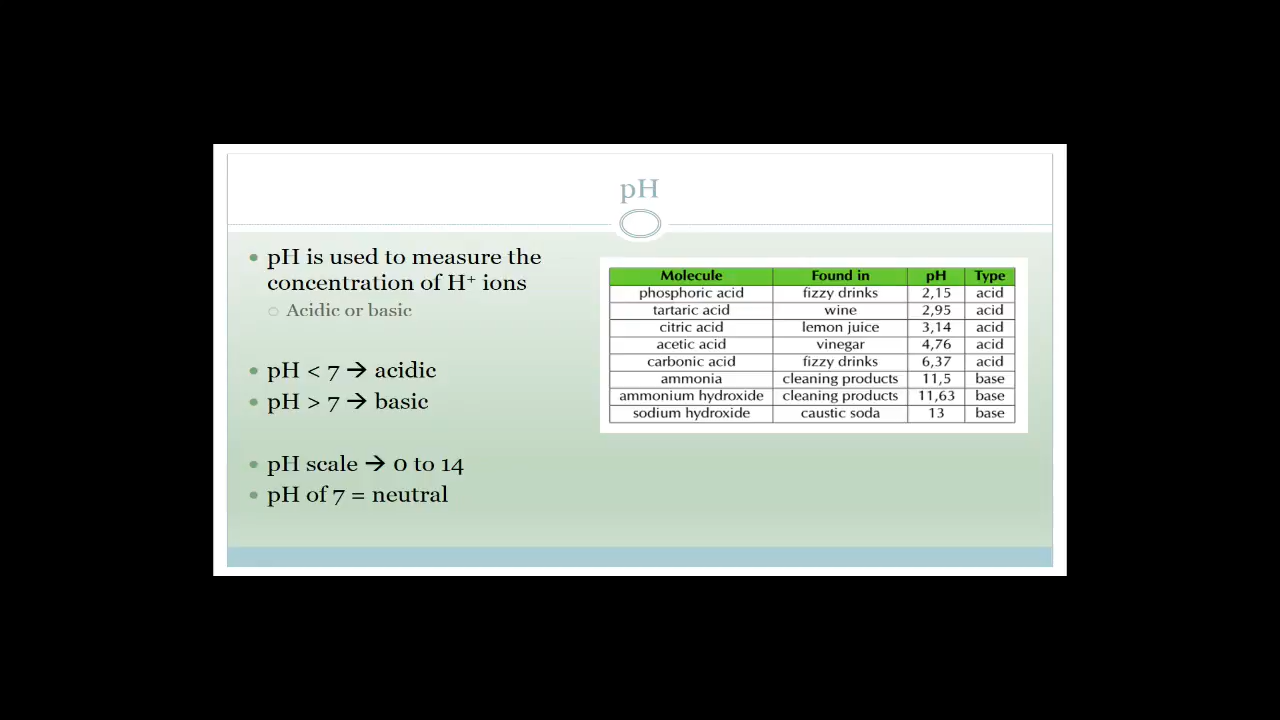 pH
• pH is used to measure the
concentration of H⁺ ions
○ Acidic or basic
• pH < 7 → acidic
• pH > 7 → basic
• pH scale → 0 to 14
• pH of 7 = neutral
Molecule Found in pH Type
phosphoric acid fizzy drinks 2,15 acid
tartaric acid wine 2,95 acid
citric acid lemon juice 3,14 acid
acetic acid vinegar 4,76 acid
carbonic acid fizzy drinks 6,37 acid
ammonia cleaning products 11,5 base
ammonium hydroxide cleaning products 11,63 base
sodium hydroxide caustic soda 13 base